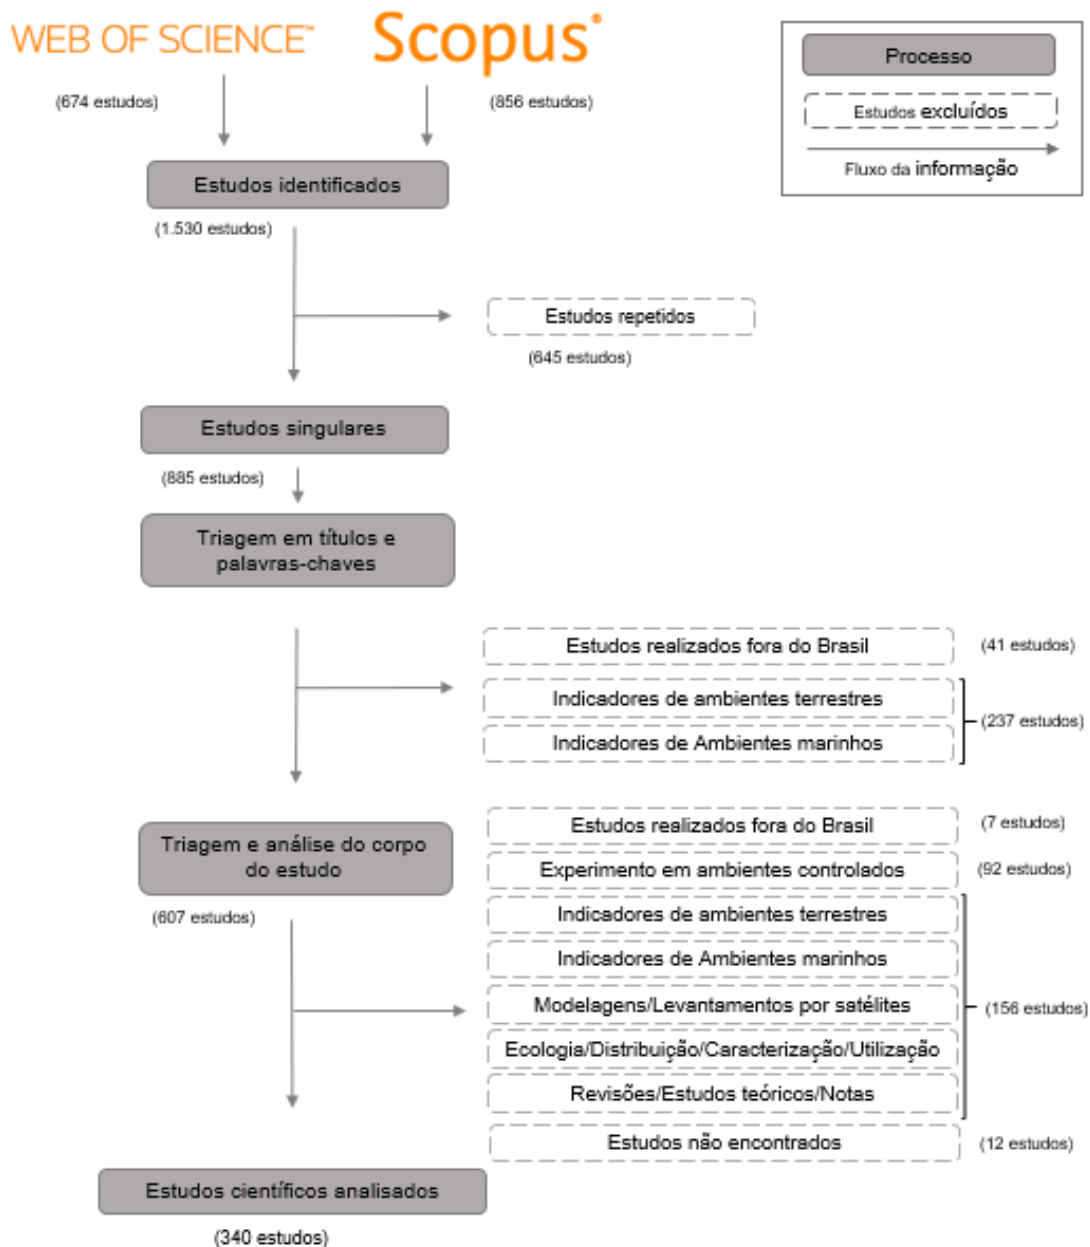 WEB OF SCIENCE™
Scopus®
(674 estudos)
(856 estudos)
Processo
Estudos excluídos
Fluxo da informação
Estudos identificados
(1.530 estudos)
Estudos repetidos
(645 estudos)
Estudos singulares
(885 estudos)
Triagem em títulos e
palavras-chaves
Estudos realizados fora do Brasil
(41 estudos)
Indicadores de ambientes terrestres
Indicadores de Ambientes marinhos
(237 estudos)
Triagem e análise do corpo
do estudo
(607 estudos)
Estudos realizados fora do Brasil
(7 estudos)
Experimento em ambientes controlados
(92 estudos)
Indicadores de ambientes terrestres
Indicadores de Ambientes marinhos
Modelagens/Levantamentos por satélites
Ecologia/Distribuição/Caracterização/Utilização
Revisões/Estudos teóricos/Notas
(156 estudos)
Estudos não encontrados
(12 estudos)
Estudos científicos analisados
(340 estudos)